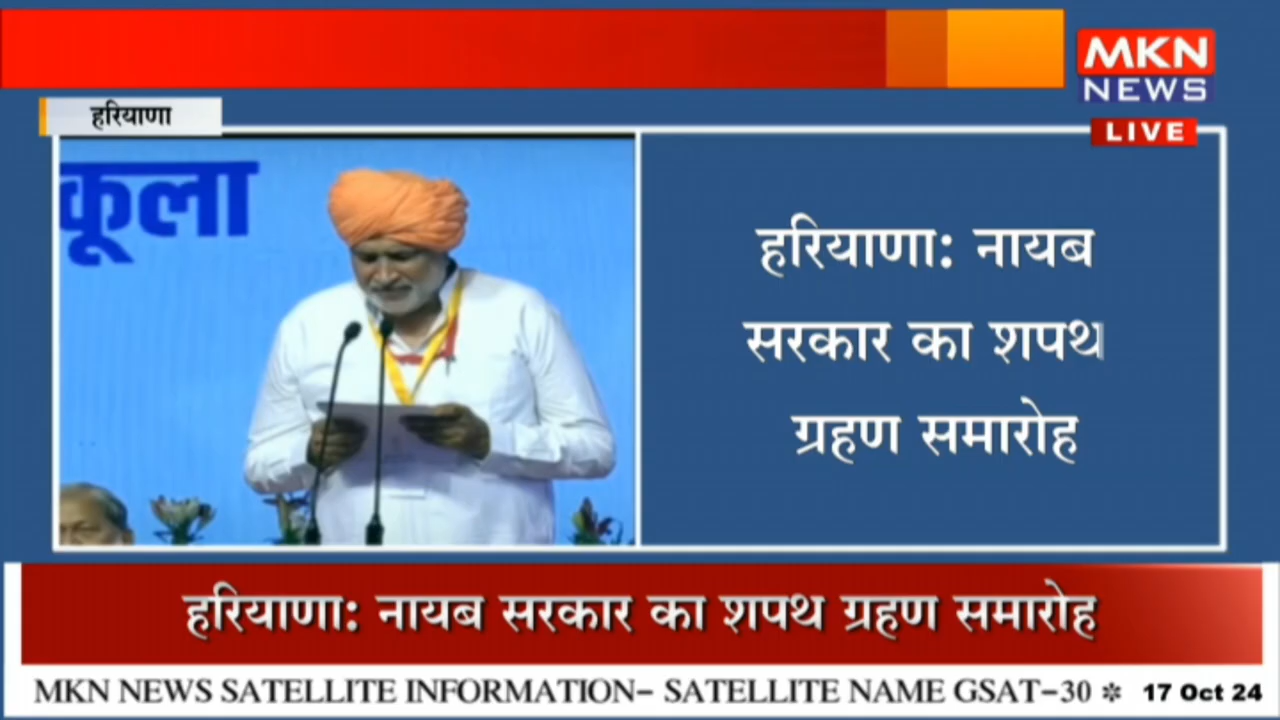 MKN
NEWS
LIVE
हरियाणा
कूला
हरियाणा: नायब
सरकार का शपथ
ग्रहण समारोह
हरियाणा: नायब सरकार का शपथ ग्रहण समारोह
MKN NEWS SATELLITE INFORMATION– SATELLITE NAME GSAT–30 ✻ 17 Oct 24